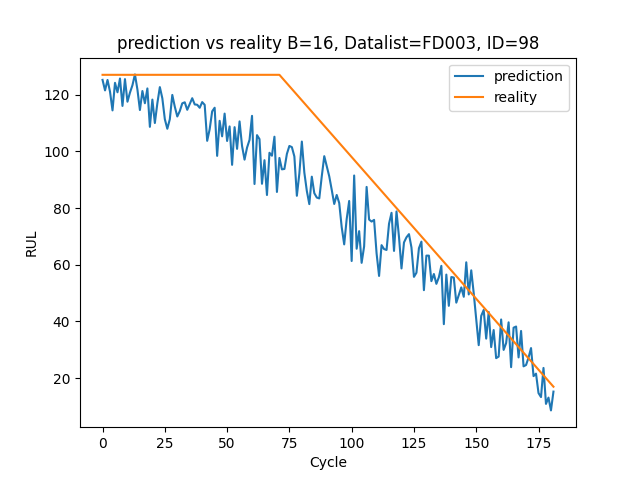 prediction vs reality B=16, Datalist=FD003, ID=98
prediction
reality
RUL
120
100
80
60
40
20
0
25
50
75
100
125
150
175
Cycle